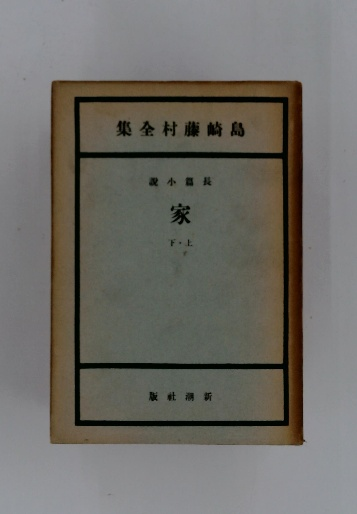 島崎藤村全集
長篇小說
家
上・下
新潮社版